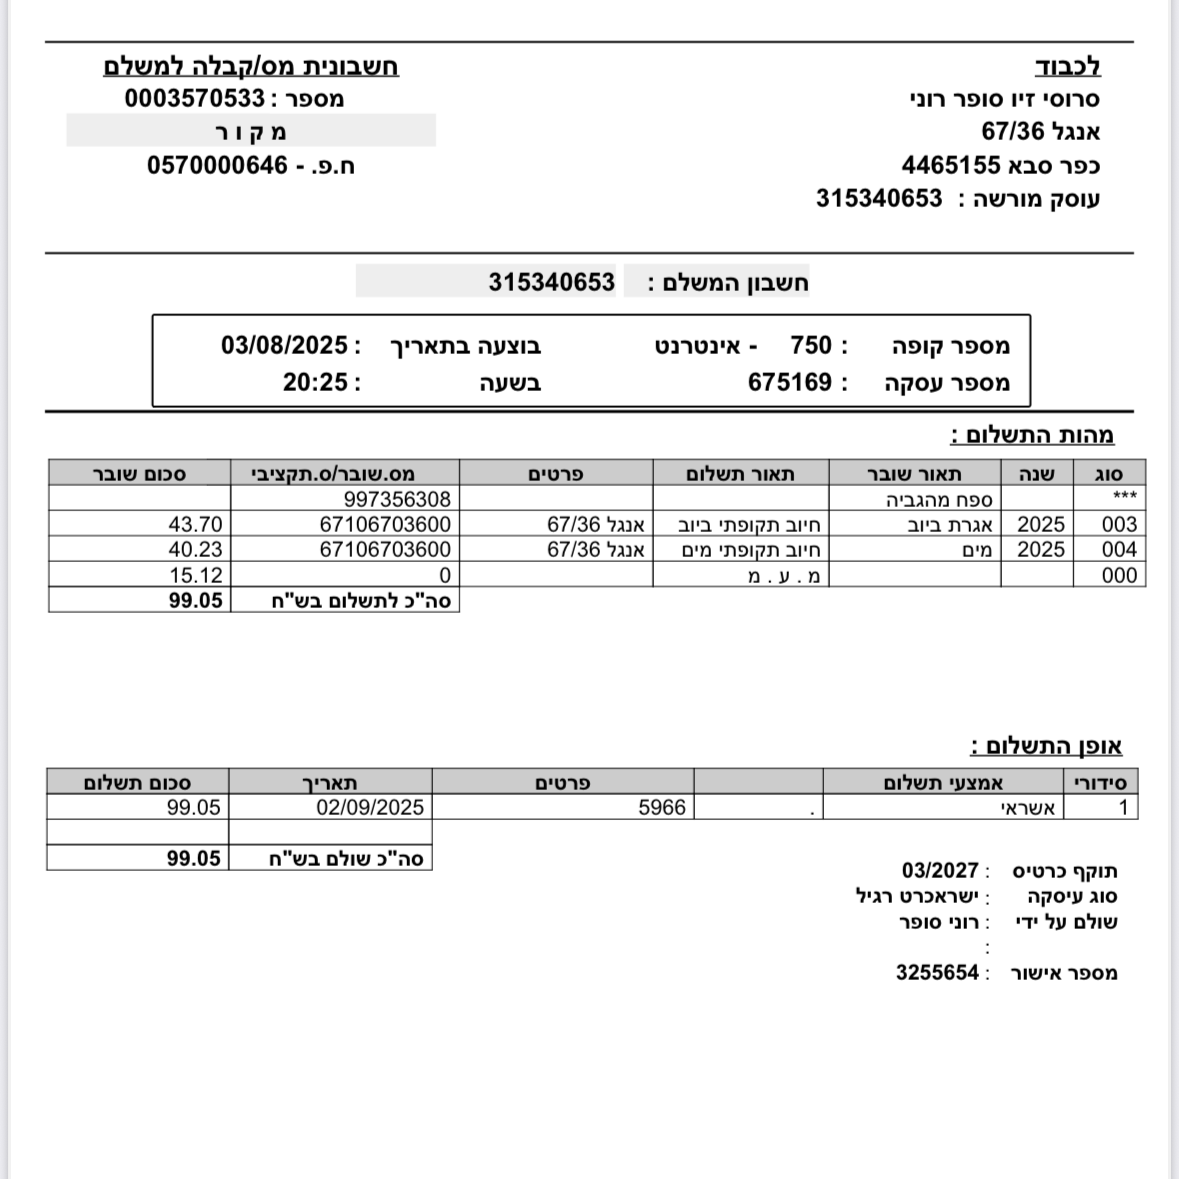 לכבוד
סרוסי זיו סופר רוני
אנגל 67/36
כפר סבא 4465155
עוסק מורשה : 315340653
חשבונית מס/קבלה למשלם
מספר : 0003570533
מ ק ו ר
ח.פ. - 0570000646
חשבון המשלם : 315340653
מספר קופה : 750 - אינטרנט בוצעה בתאריך : 03/08/2025
מספר עסקה : 675169 בשעה : 20:25
מהות התשלום :
סוג שנה תאור שובר תאור תשלום פרטים מס.שובר/ס.תקציבי סכום שובר
*** ספח מהגביה 997356308
003 2025 אגרת ביוב חיוב תקופתי ביוב אנגל 67/36 67106703600 43.70
004 2025 מים חיוב תקופתי מים אנגל 67/36 67106703600 40.23
000 מ . ע . מ 0 15.12
סה"כ לתשלום בש"ח 99.05
אופן התשלום :
סידורי אמצעי תשלום פרטים תאריך סכום תשלום
1 אשראי . 5966 02/09/2025 99.05
סה"כ שולם בש"ח 99.05
תוקף כרטיס : 03/2027
סוג עיסקה : ישראכרט רגיל
שולם על ידי : רוני סופר
:
מספר אישור : 3255654